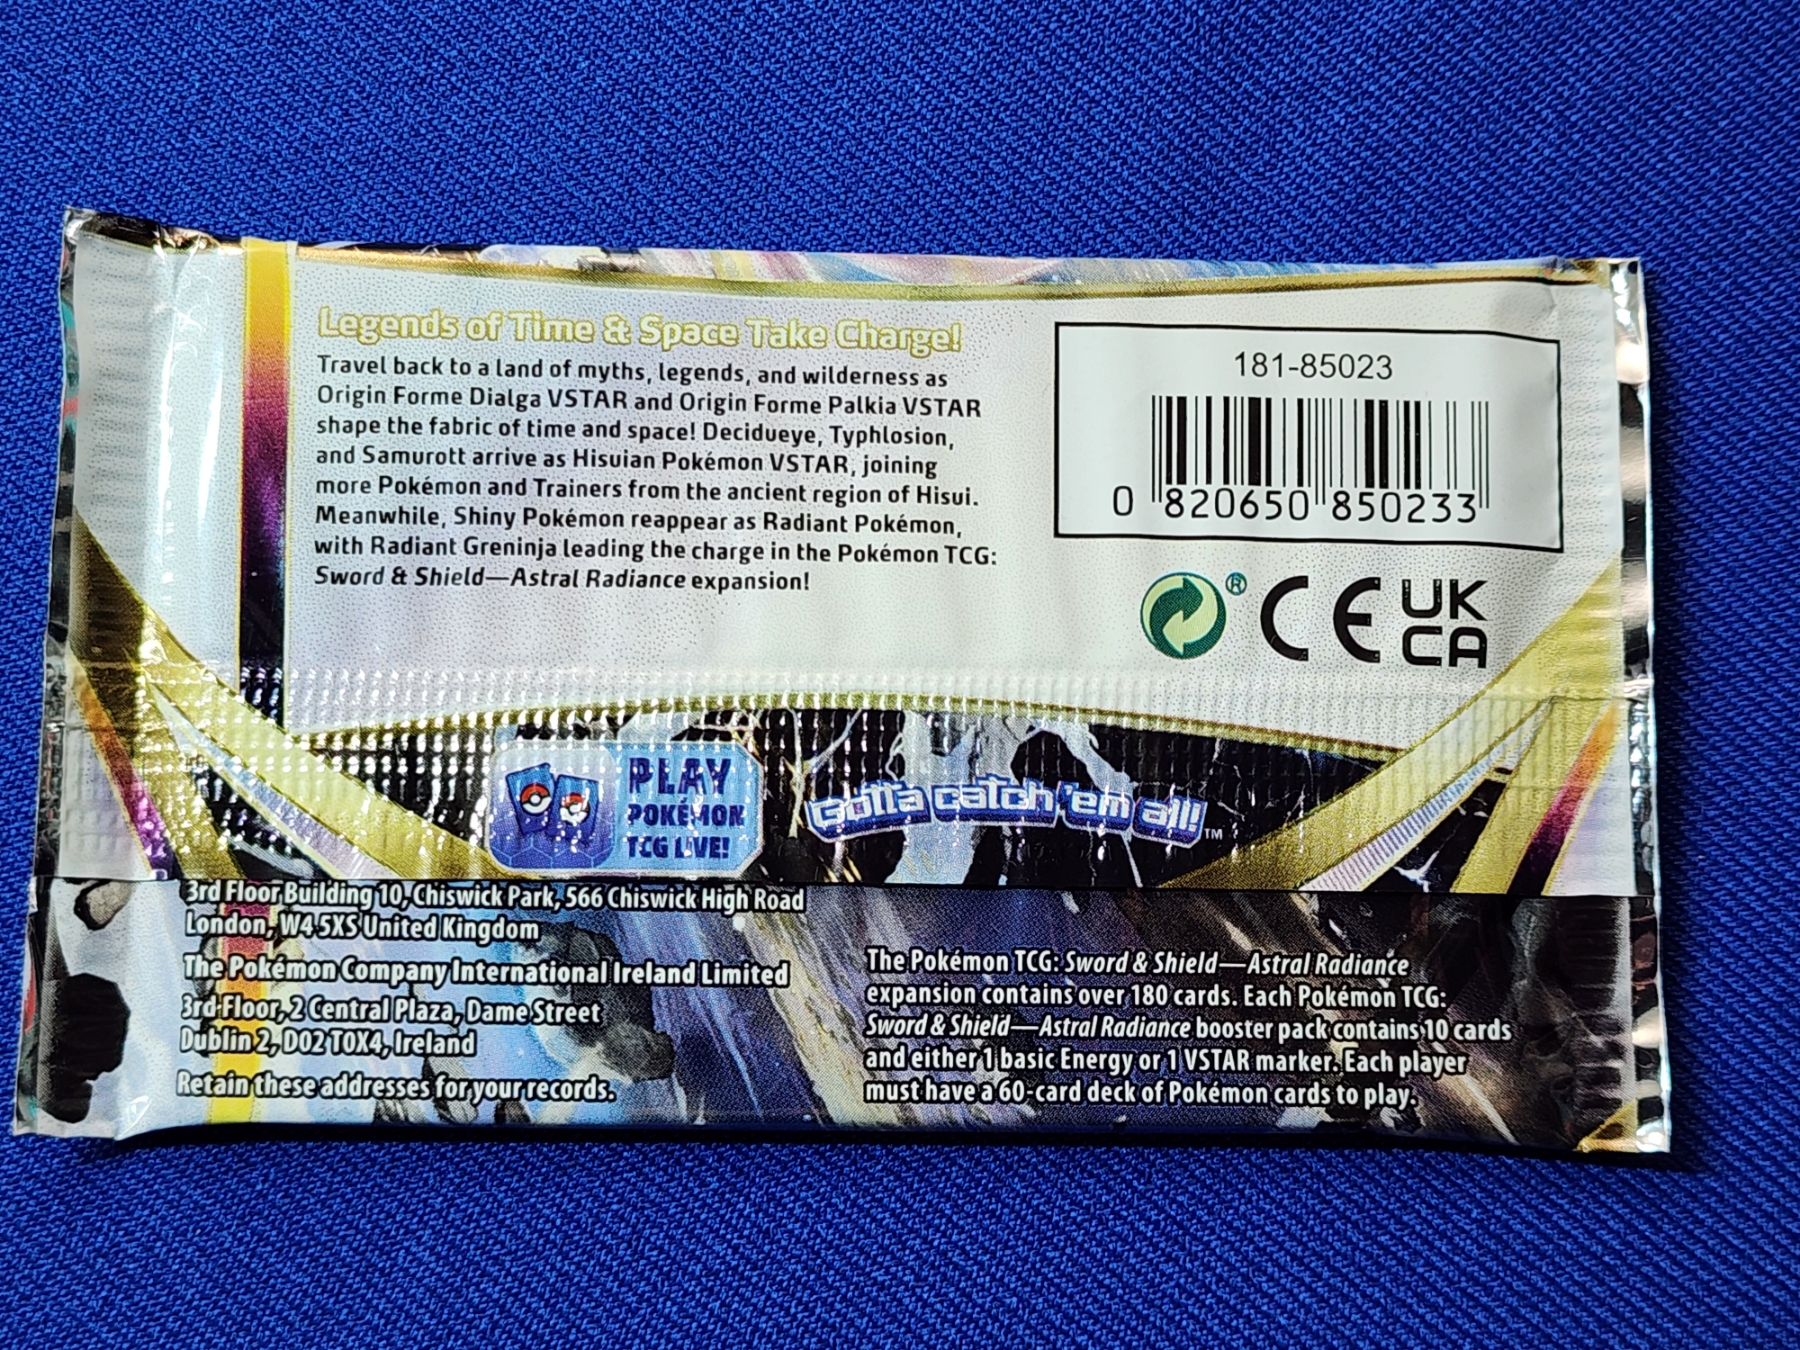 Legends of Time & Space Take Charge!
Travel back to a land of myths, legends, and wilderness as
Origin Forme Dialga VSTAR and Origin Forme Palkia VSTAR
shape the fabric of time and space! Decidueye, Typhlosion,
and Samurott arrive as Hisuian Pokémon VSTAR, joining
more Pokémon and Trainers from the ancient region of Hisui.
Meanwhile, Shiny Pokémon reappear as Radiant Pokémon,
with Radiant Greninja leading the charge in the Pokémon TCG:
Sword & Shield—Astral Radiance expansion!
181-85023
0 820650 850233
®
CE
UK
CA
PLAY
POKÉMON
TCG LIVE!
Gotta catch 'em all!™
3rd Floor Building 10, Chiswick Park, 566 Chiswick High Road
London, W4 5XS United Kingdom
The Pokémon Company International Ireland Limited
3rd Floor, 2 Central Plaza, Dame Street
Dublin 2, D02 T0X4, Ireland
Retain these addresses for your records.
The Pokémon TCG: Sword & Shield—Astral Radiance
expansion contains over 180 cards. Each Pokémon TCG:
Sword & Shield—Astral Radiance booster pack contains 10 cards
and either 1 basic Energy or 1 VSTAR marker. Each player
must have a 60-card deck of Pokémon cards to play.